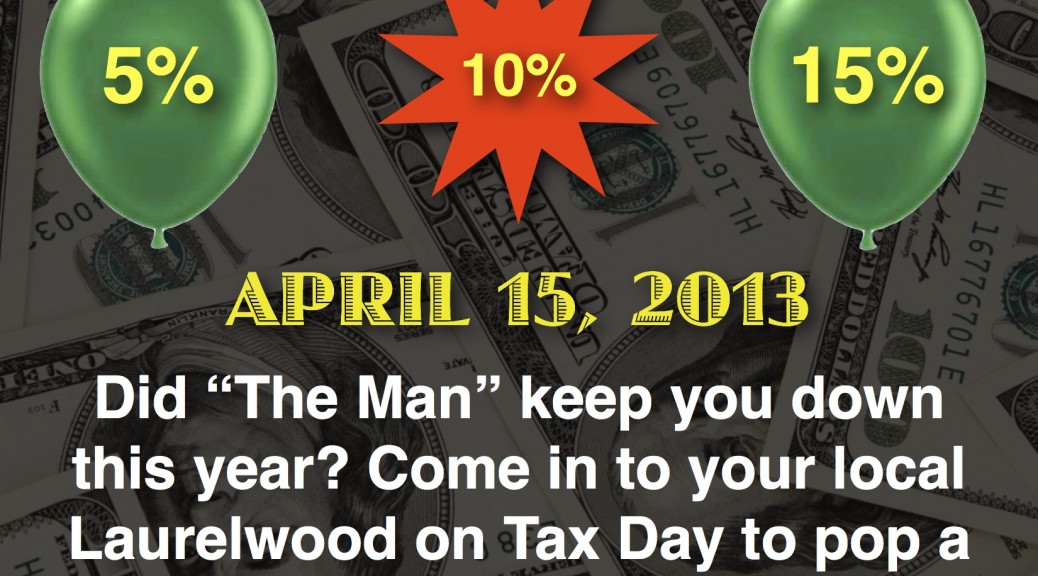 5% 10% 15%
APRIL 15, 2013
Did “The Man” keep you down
this year? Come in to your local
Laurelwood on Tax Day to pop a